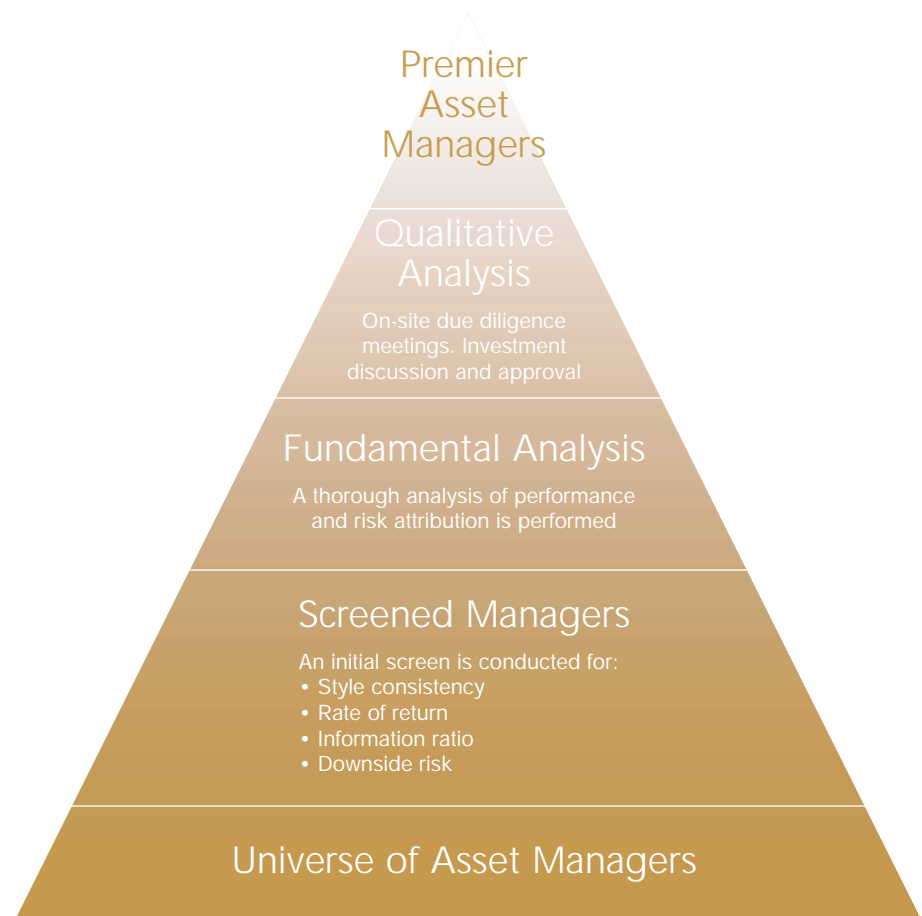 Premier
Asset
Managers
Qualitative
Analysis
On-site due diligence
meetings. Investment
discussion and approval
Fundamental Analysis
A thorough analysis of performance
and risk attribution is performed
Screened Managers
An initial screen is conducted for:
• Style consistency
• Rate of return
• Information ratio
• Downside risk
Universe of Asset Managers